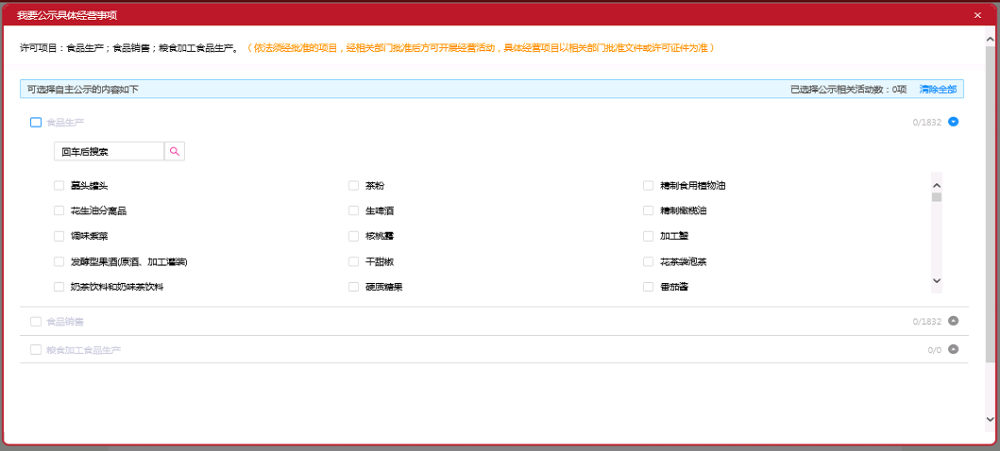 我要公示具体经营事项
许可项目：食品生产；食品销售；粮食加工食品生产。（依法须经批准的项目，经相关部门批准后方可开展经营活动，具体经营项目以相关部门批准文件或许可证件为准）
可选择自主公示的内容如下 已选择公示相关活动数：0项 清除全部
食品生产 0/1832
回车后搜索
藠头罐头 茶粉 精制食用植物油
花生油分离品 生啤酒 精制橄榄油
调味紫菜 核桃露 加工蟹
发酵型果酒(原酒、加工灌装) 干甜椒 花茶袋泡茶
奶茶饮料和奶味茶饮料 硬质糖果 番茄酱
食品销售 0/1832
粮食加工食品生产 0/0